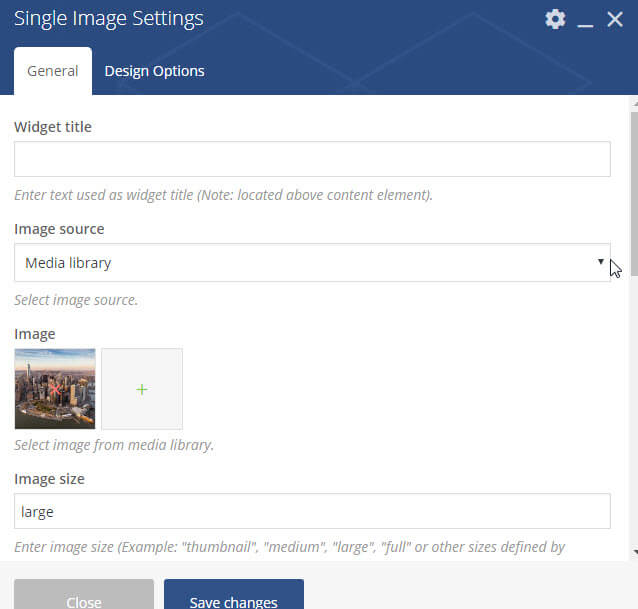 Single Image Settings
General
Design Options
Widget title
Enter text used as widget title (Note: located above content element).
Image source
Media library
Select image source.
Image
Select image from media library.
Image size
large
Enter image size (Example: "thumbnail", "medium", "large", "full" or other sizes defined by
Close
Save changes